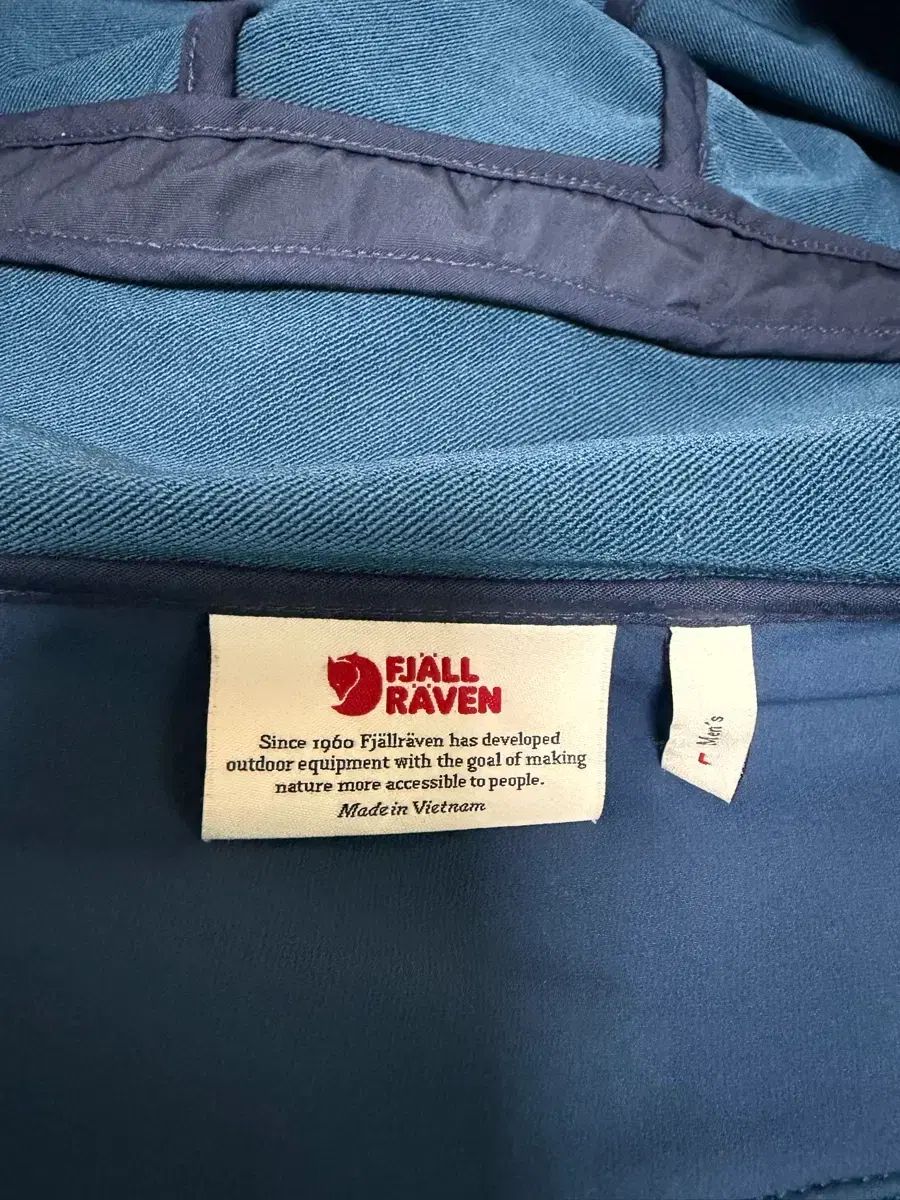 FJÄLL
RÄVEN
Since 1960 Fjällräven has developed
outdoor equipment with the goal of making
nature more accessible to people.
Made in Vietnam
Men's